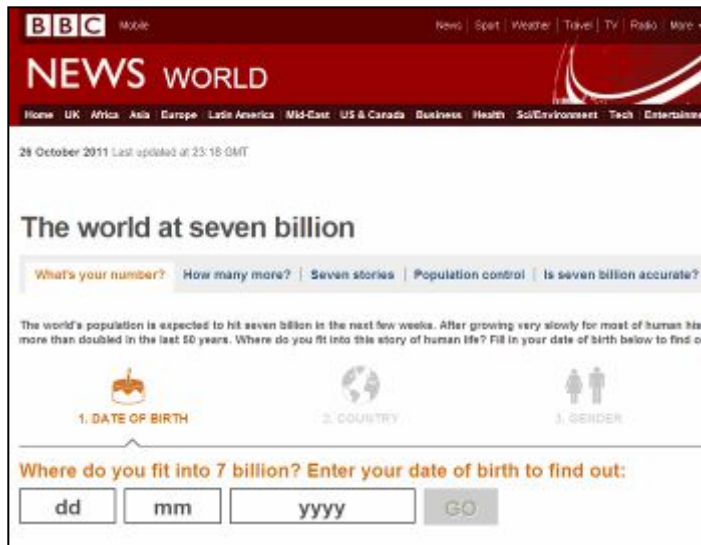 BBC Mobile News Sport Weather Travel TV Radio More
NEWS WORLD
Home UK Africa Asia Europe Latin America Mid-East US & Canada Business Health Sci/Environment Tech Entertainme
26 October 2011 Last updated at 23:18 GMT
The world at seven billion
What's your number? How many more? Seven stories Population control Is seven billion accurate?
The world's population is expected to hit seven billion in the next few weeks. After growing very slowly for most of human his
more than doubled in the last 50 years. Where do you fit into this story of human life? Fill in your date of birth below to find o
1. DATE OF BIRTH 2. COUNTRY 3. GENDER
Where do you fit into 7 billion? Enter your date of birth to find out:
dd mm yyyy GO